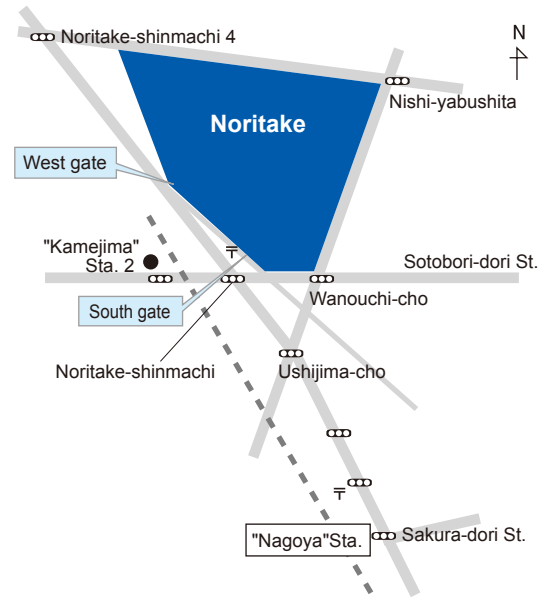 Noritake-shinmachi 4
N
Nishi-yabushita
Noritake
West gate
"Kamejima"
Sta. 2
〒
Sotobori-dori St.
South gate
Wanouchi-cho
Noritake-shinmachi
Ushijima-cho
〒
"Nagoya"Sta.
Sakura-dori St.